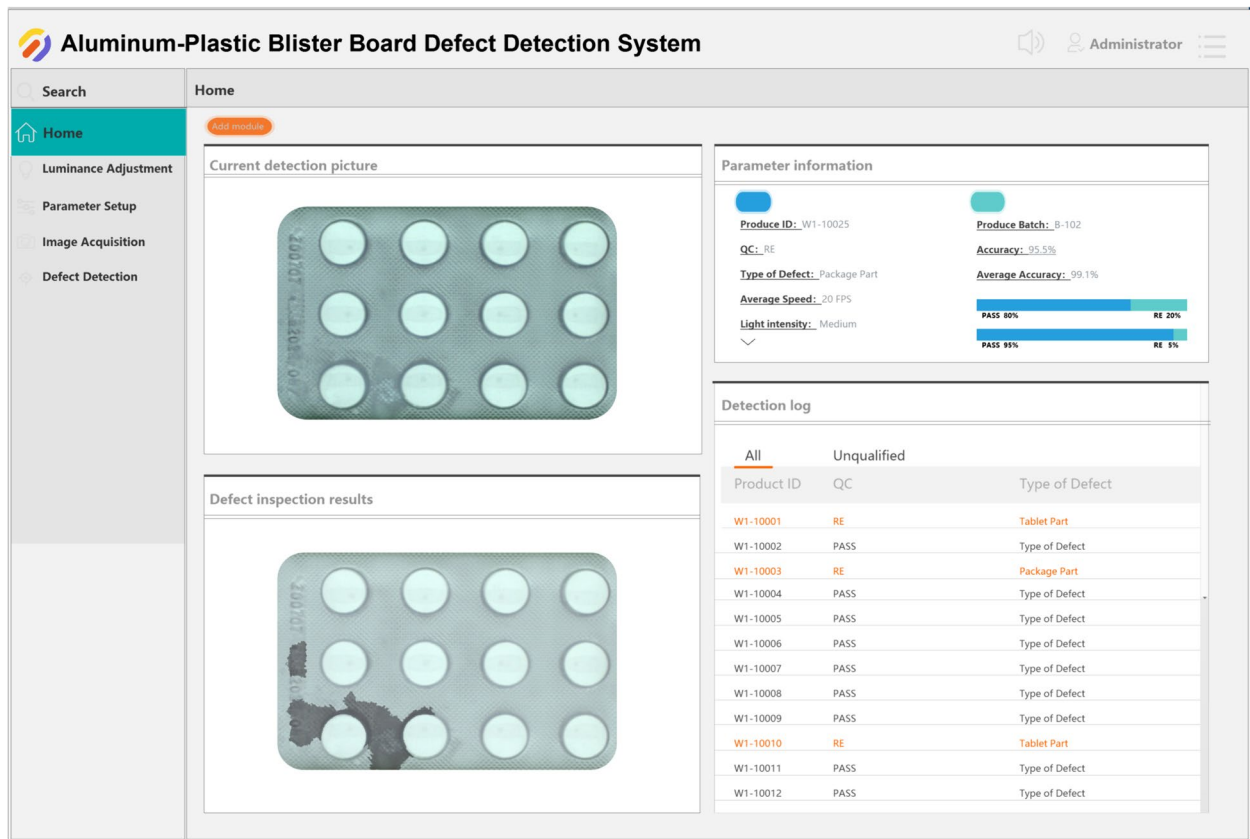 Aluminum-Plastic Blister Board Defect Detection System
Administrator
Search
Home
Luminance Adjustment
Parameter Setup
Image Acquisition
Defect Detection
Home
Add module
Current detection picture
200707
Defect inspection results
200707
Parameter information
Produce ID: W1-10025
QC: RE
Type of Defect: Package Part
Average Speed: 20 FPS
Light intensity: Medium
Produce Batch: B-102
Accuracy: 95.5%
Average Accuracy: 99.1%
PASS 80% RE 20%
PASS 95% RE 5%
Detection log
All Unqualified
Product ID QC Type of Defect
W1-10001 RE Tablet Part
W1-10002 PASS Type of Defect
W1-10003 RE Package Part
W1-10004 PASS Type of Defect
W1-10005 PASS Type of Defect
W1-10006 PASS Type of Defect
W1-10007 PASS Type of Defect
W1-10008 PASS Type of Defect
W1-10009 PASS Type of Defect
W1-10010 RE Tablet Part
W1-10011 PASS Type of Defect
W1-10012 PASS Type of Defect